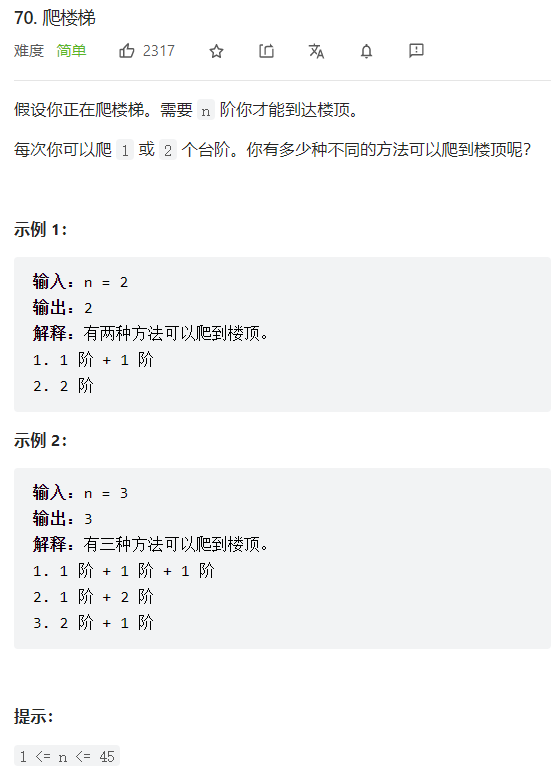 70. 爬楼梯
难度 简单 2317
假设你正在爬楼梯。需要 n 阶你才能到达楼顶。
每次你可以爬 1 或 2 个台阶。你有多少种不同的方法可以爬到楼顶呢?
示例 1:
输入: n = 2
输出: 2
解释: 有两种方法可以爬到楼顶。
1. 1 阶 + 1 阶
2. 2 阶
示例 2:
输入: n = 3
输出: 3
解释: 有三种方法可以爬到楼顶。
1. 1 阶 + 1 阶 + 1 阶
2. 1 阶 + 2 阶
3. 2 阶 + 1 阶
提示:
1 <= n <= 45